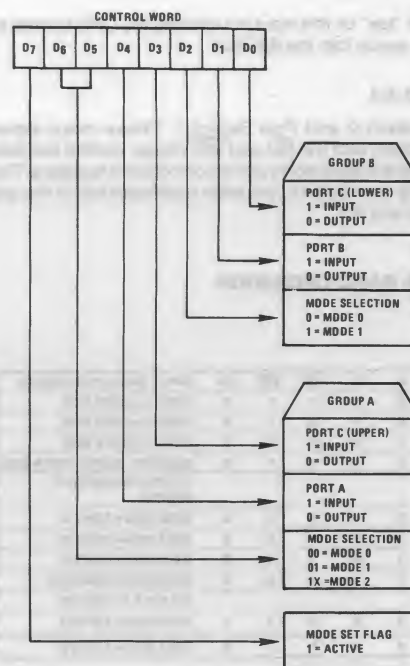 CONTROL WORD
D7 D6 D5 D4 D3 D2 D1 D0
GROUP B
PORT C (LOWER)
1 = INPUT
0 = OUTPUT
PORT B
1 = INPUT
0 = OUTPUT
MODE SELECTION
0 = MODE 0
1 = MODE 1
GROUP A
PORT C (UPPER)
1 = INPUT
0 = OUTPUT
PORT A
1 = INPUT
0 = OUTPUT
MODE SELECTION
00 = MODE 0
01 = MODE 1
1X =MODE 2
MODE SET FLAG
1 = ACTIVE